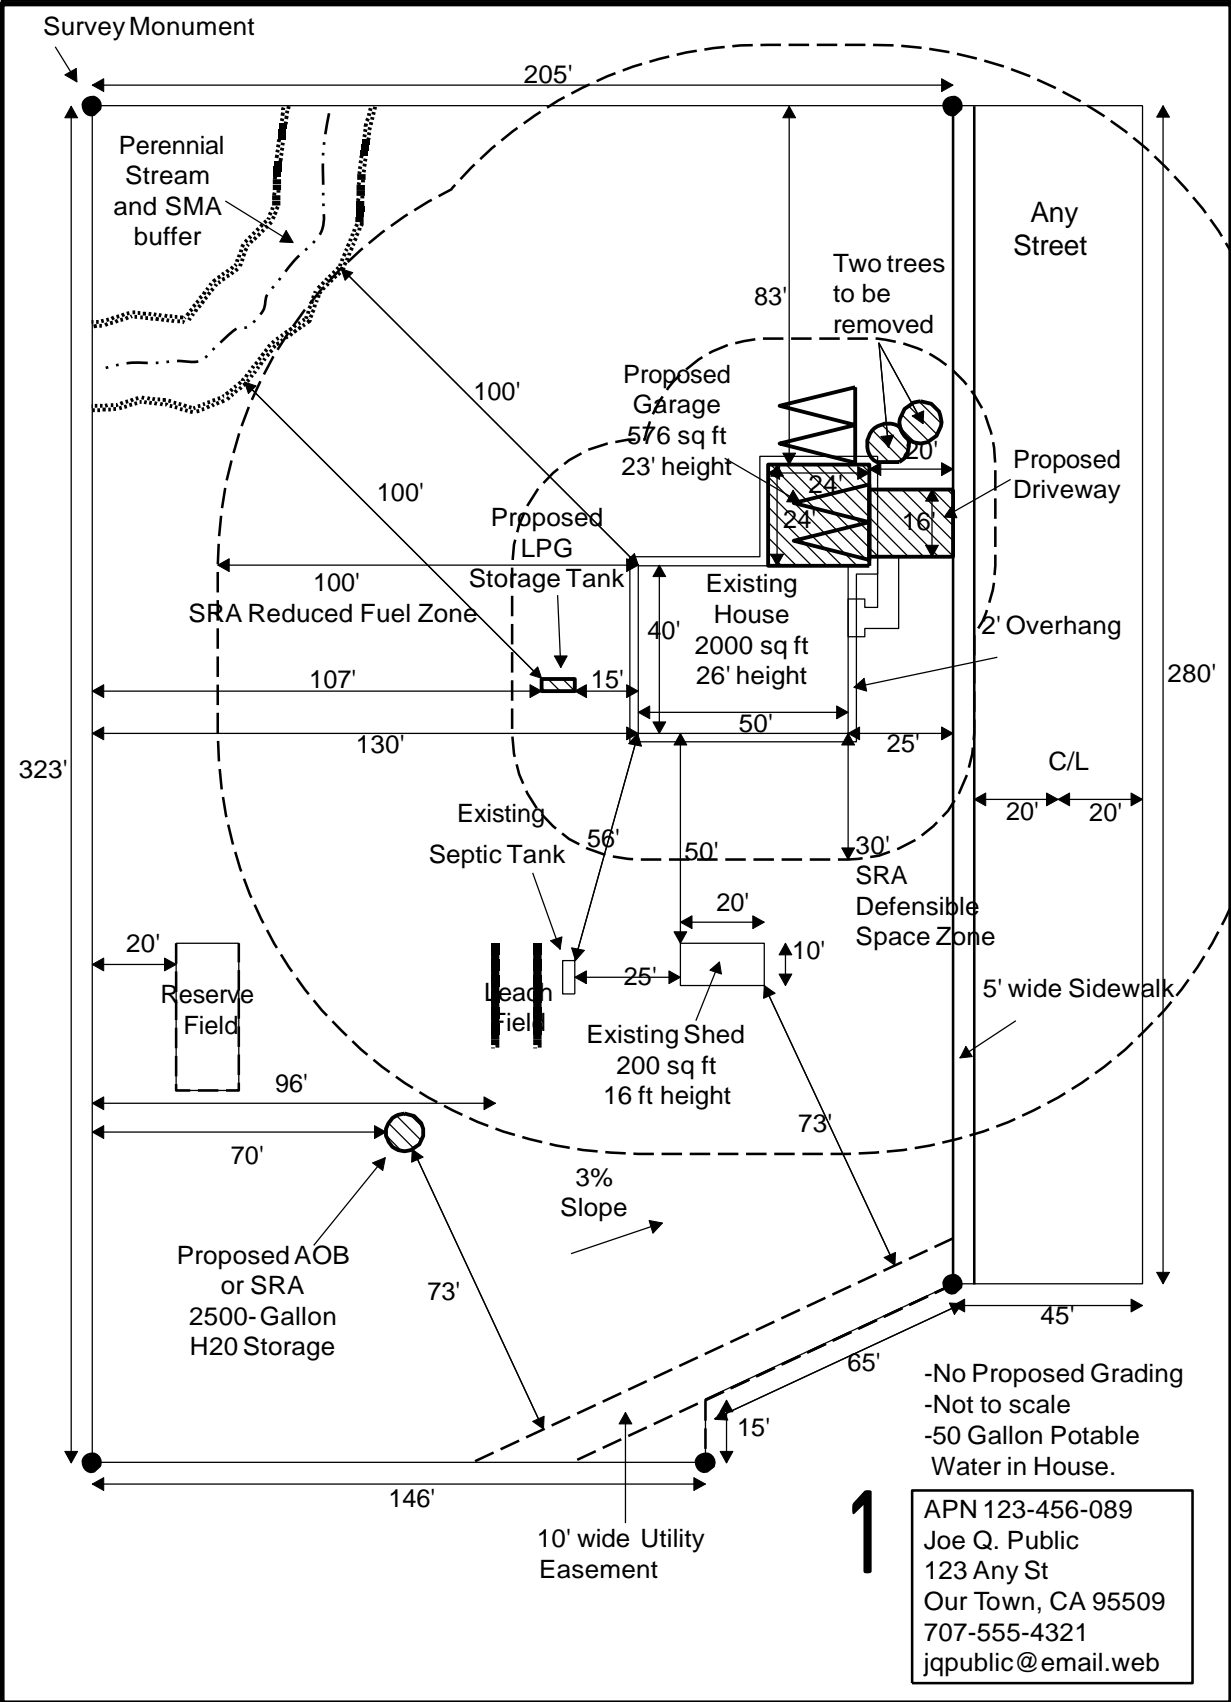 Survey Monument
205'
Perennial
Stream
and SMA
buffer
Any
Street
Two trees
to be
removed
83'
Proposed
Garage
576 sq ft
23' height
100'
20'
Proposed
Driveway
24'
24'
16'
100'
Proposed
LPG
Storage Tank
100'
SRA Reduced Fuel Zone
Existing
House
2000 sq ft
26' height
40'
2' Overhang
280'
107'
15'
50'
130'
25'
323'
C/L
20'
20'
Existing
Septic Tank
56'
50'
30'
SRA
Defensible
Space Zone
20'
10'
20'
25'
Reserve
Field
Leach
Field
5' wide Sidewalk
Existing Shed
200 sq ft
16 ft height
96'
73'
70'
3%
Slope
Proposed AOB
or SRA
2500-Gallon
H20 Storage
73'
45'
65'
15'
-No Proposed Grading
-Not to scale
-50 Gallon Potable
Water in House.
146'
10' wide Utility
Easement
1
APN 123-456-089
Joe Q. Public
123 Any St
Our Town, CA 95509
707-555-4321
jqpublic@email.web